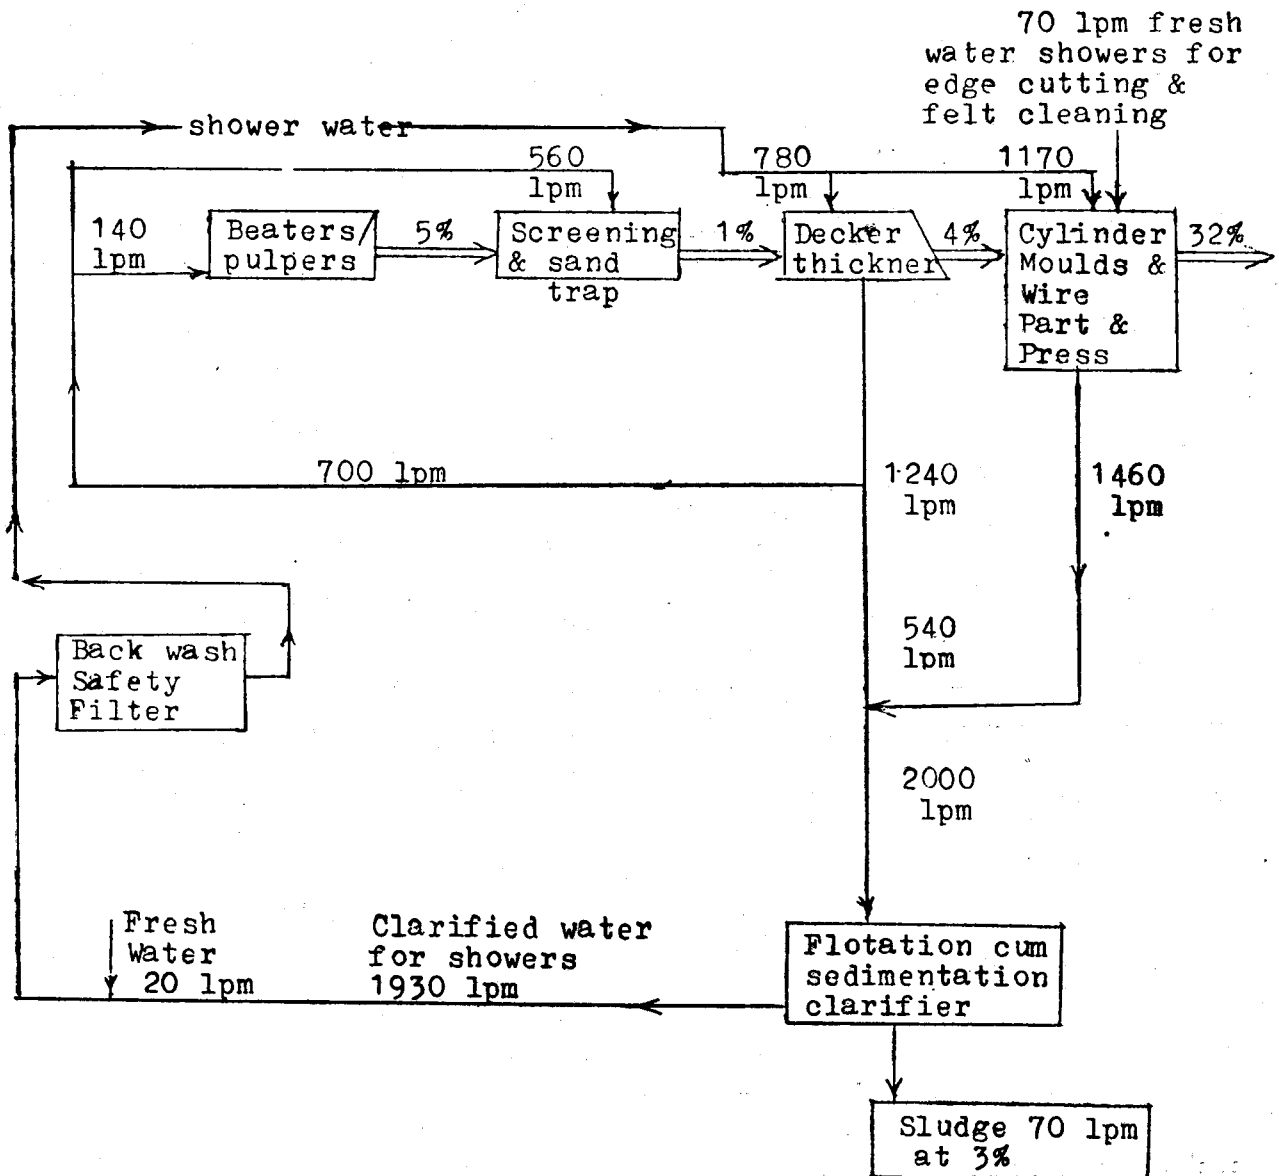 70 lpm fresh
water showers for
edge cutting &
felt cleaning
shower water
560
lpm
780
lpm
1170
lpm
140
lpm
Beaters/
pulpers
5%
Screening
& sand
trap
1%
Decker
thickner
4%
Cylinder
Moulds &
Wire
Part &
Press
32%
700 lpm
1240
lpm
1460
lpm
540
lpm
Back wash
Safety
Filter
2000
lpm
Fresh
Water
20 lpm
Clarified water
for showers
1930 lpm
Flotation cum
sedimentation
clarifier
Sludge 70 lpm
at 3%